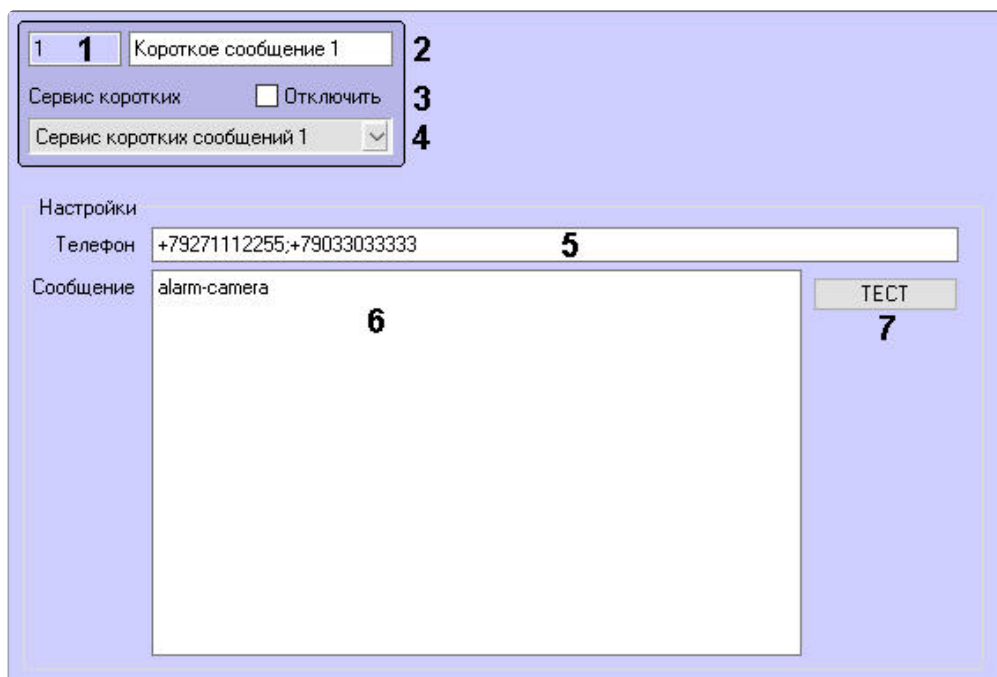 1 1 Короткое сообщение 1 2
Сервис коротких Отключить 3
Сервис коротких сообщений 1 4
Настройки
Телефон +79271112255;+79033033333 5
Сообщение alarm-camera ТЕСТ
6 7